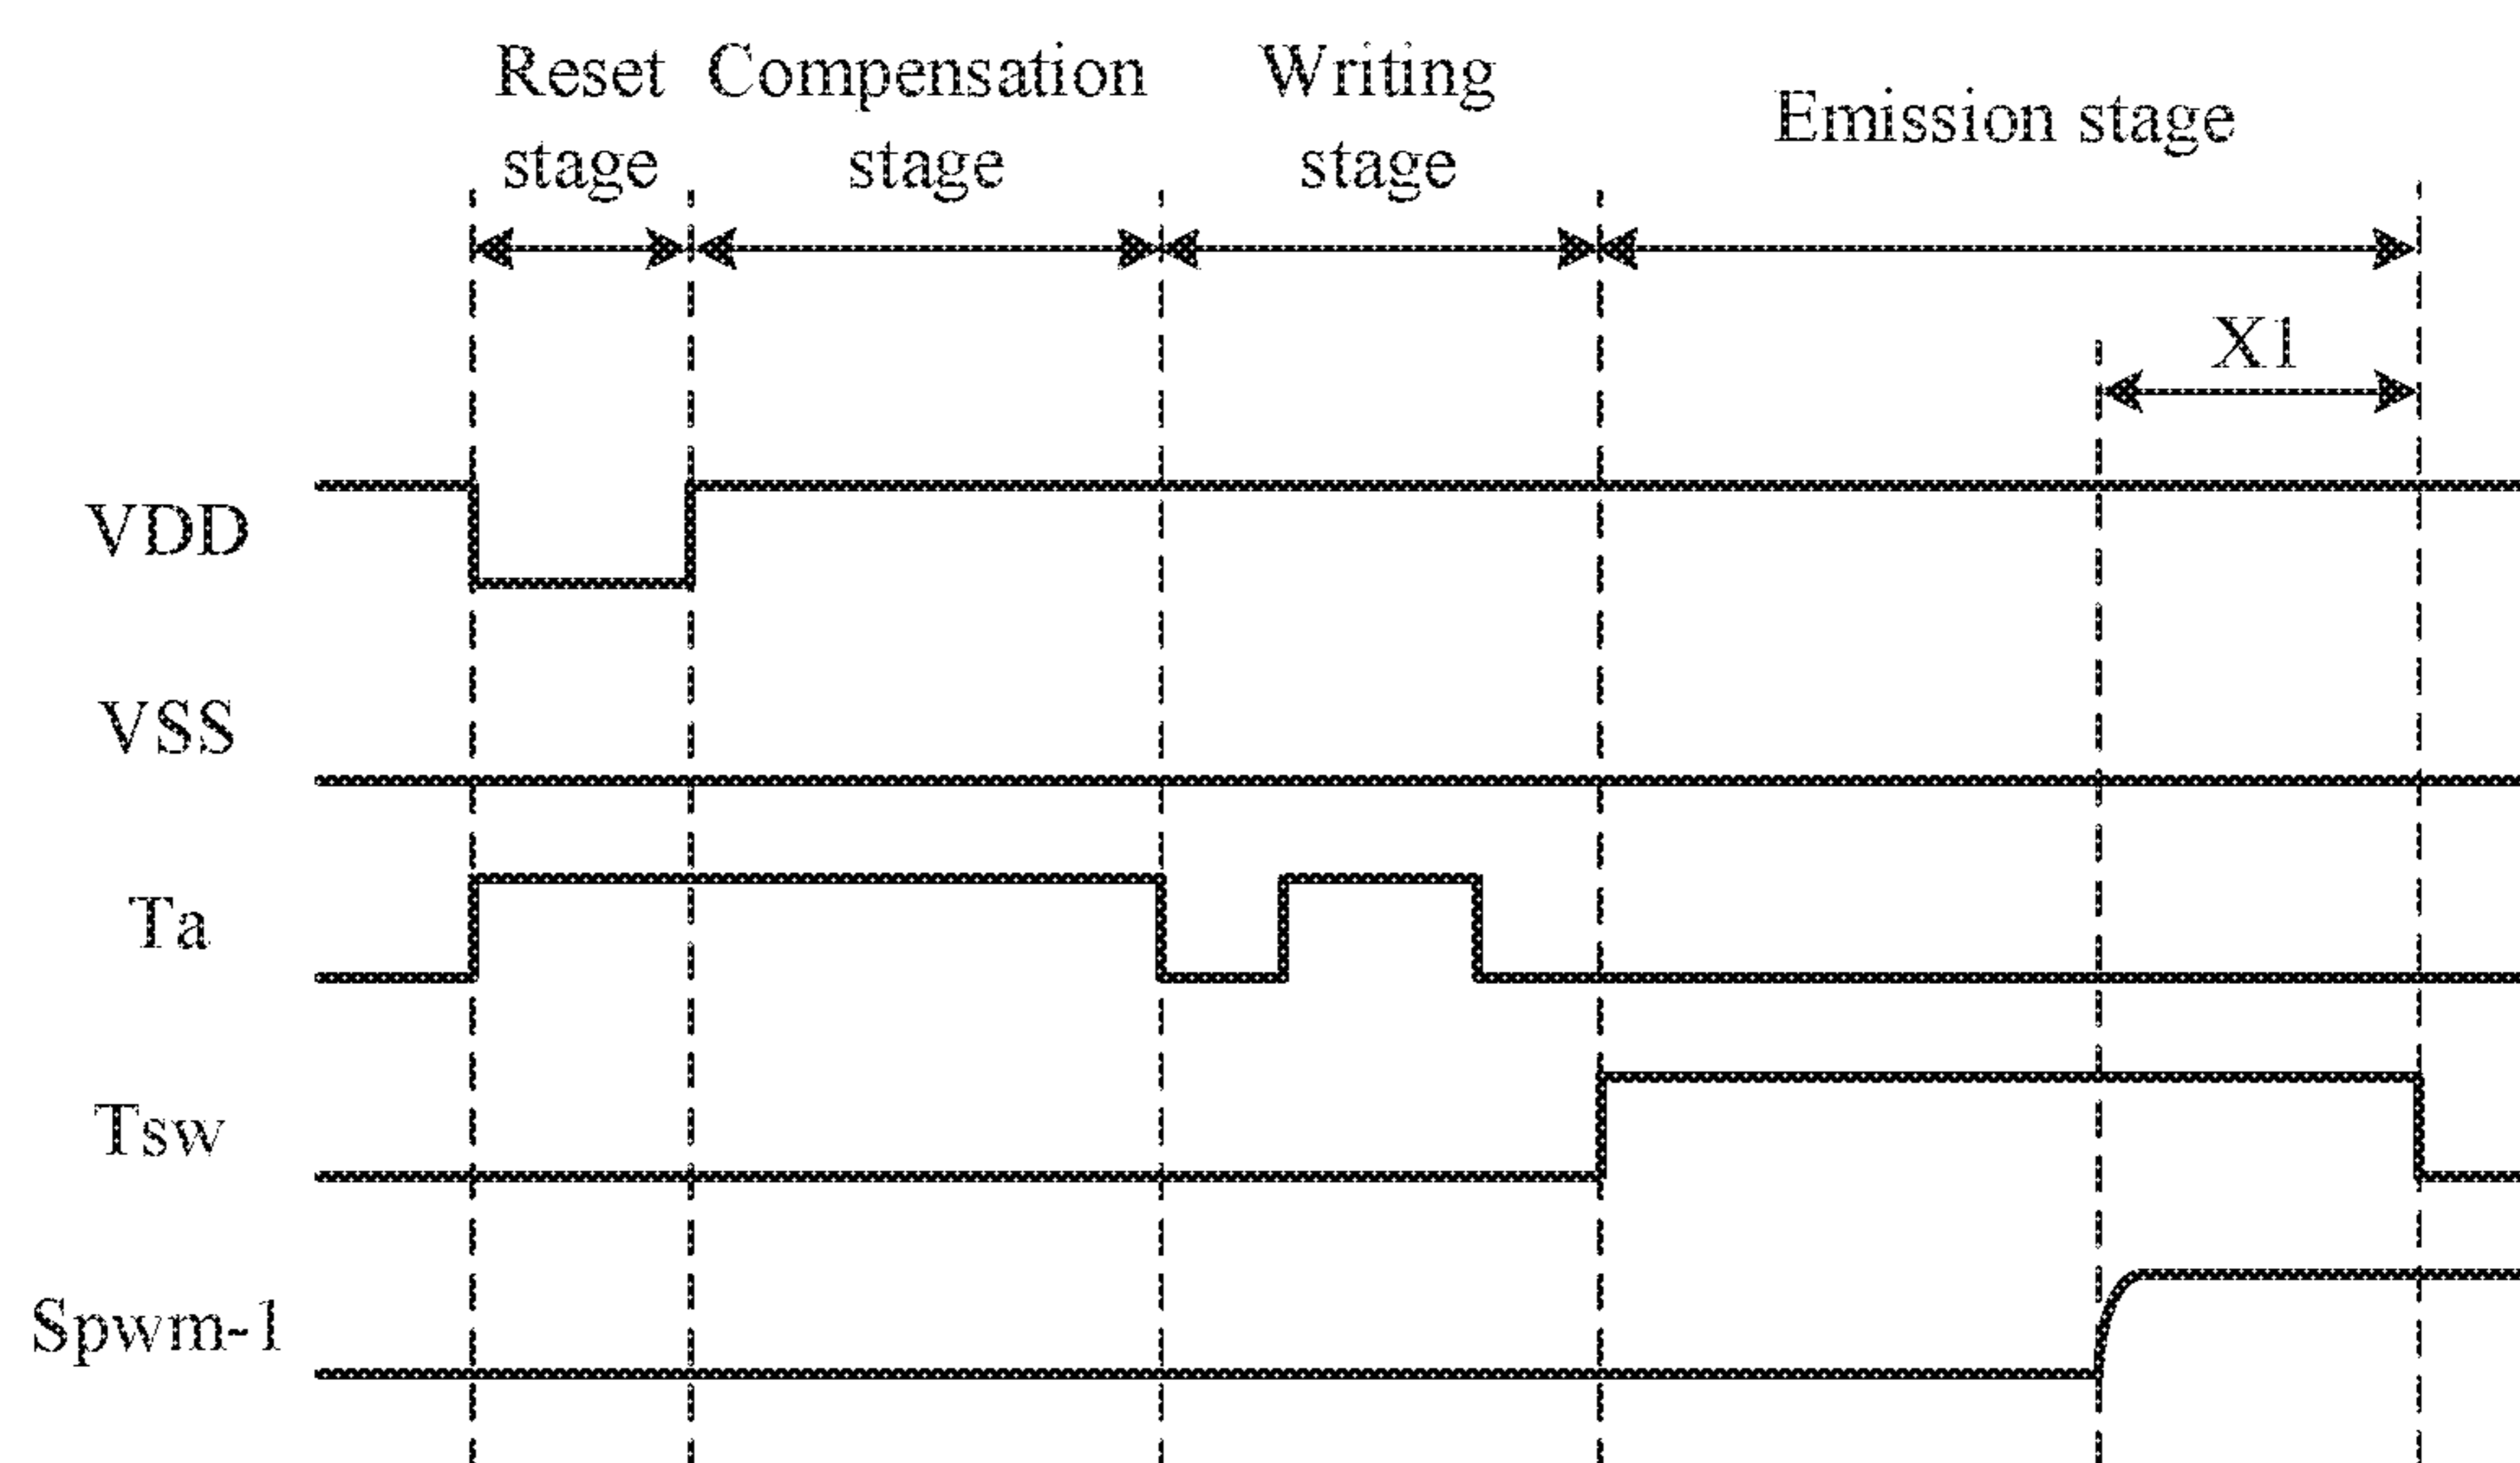 Reset
stage
Compensation
stage
Writing
stage
Emission stage
X1
VDD
VSS
Ta
Tsw
Spwm-1